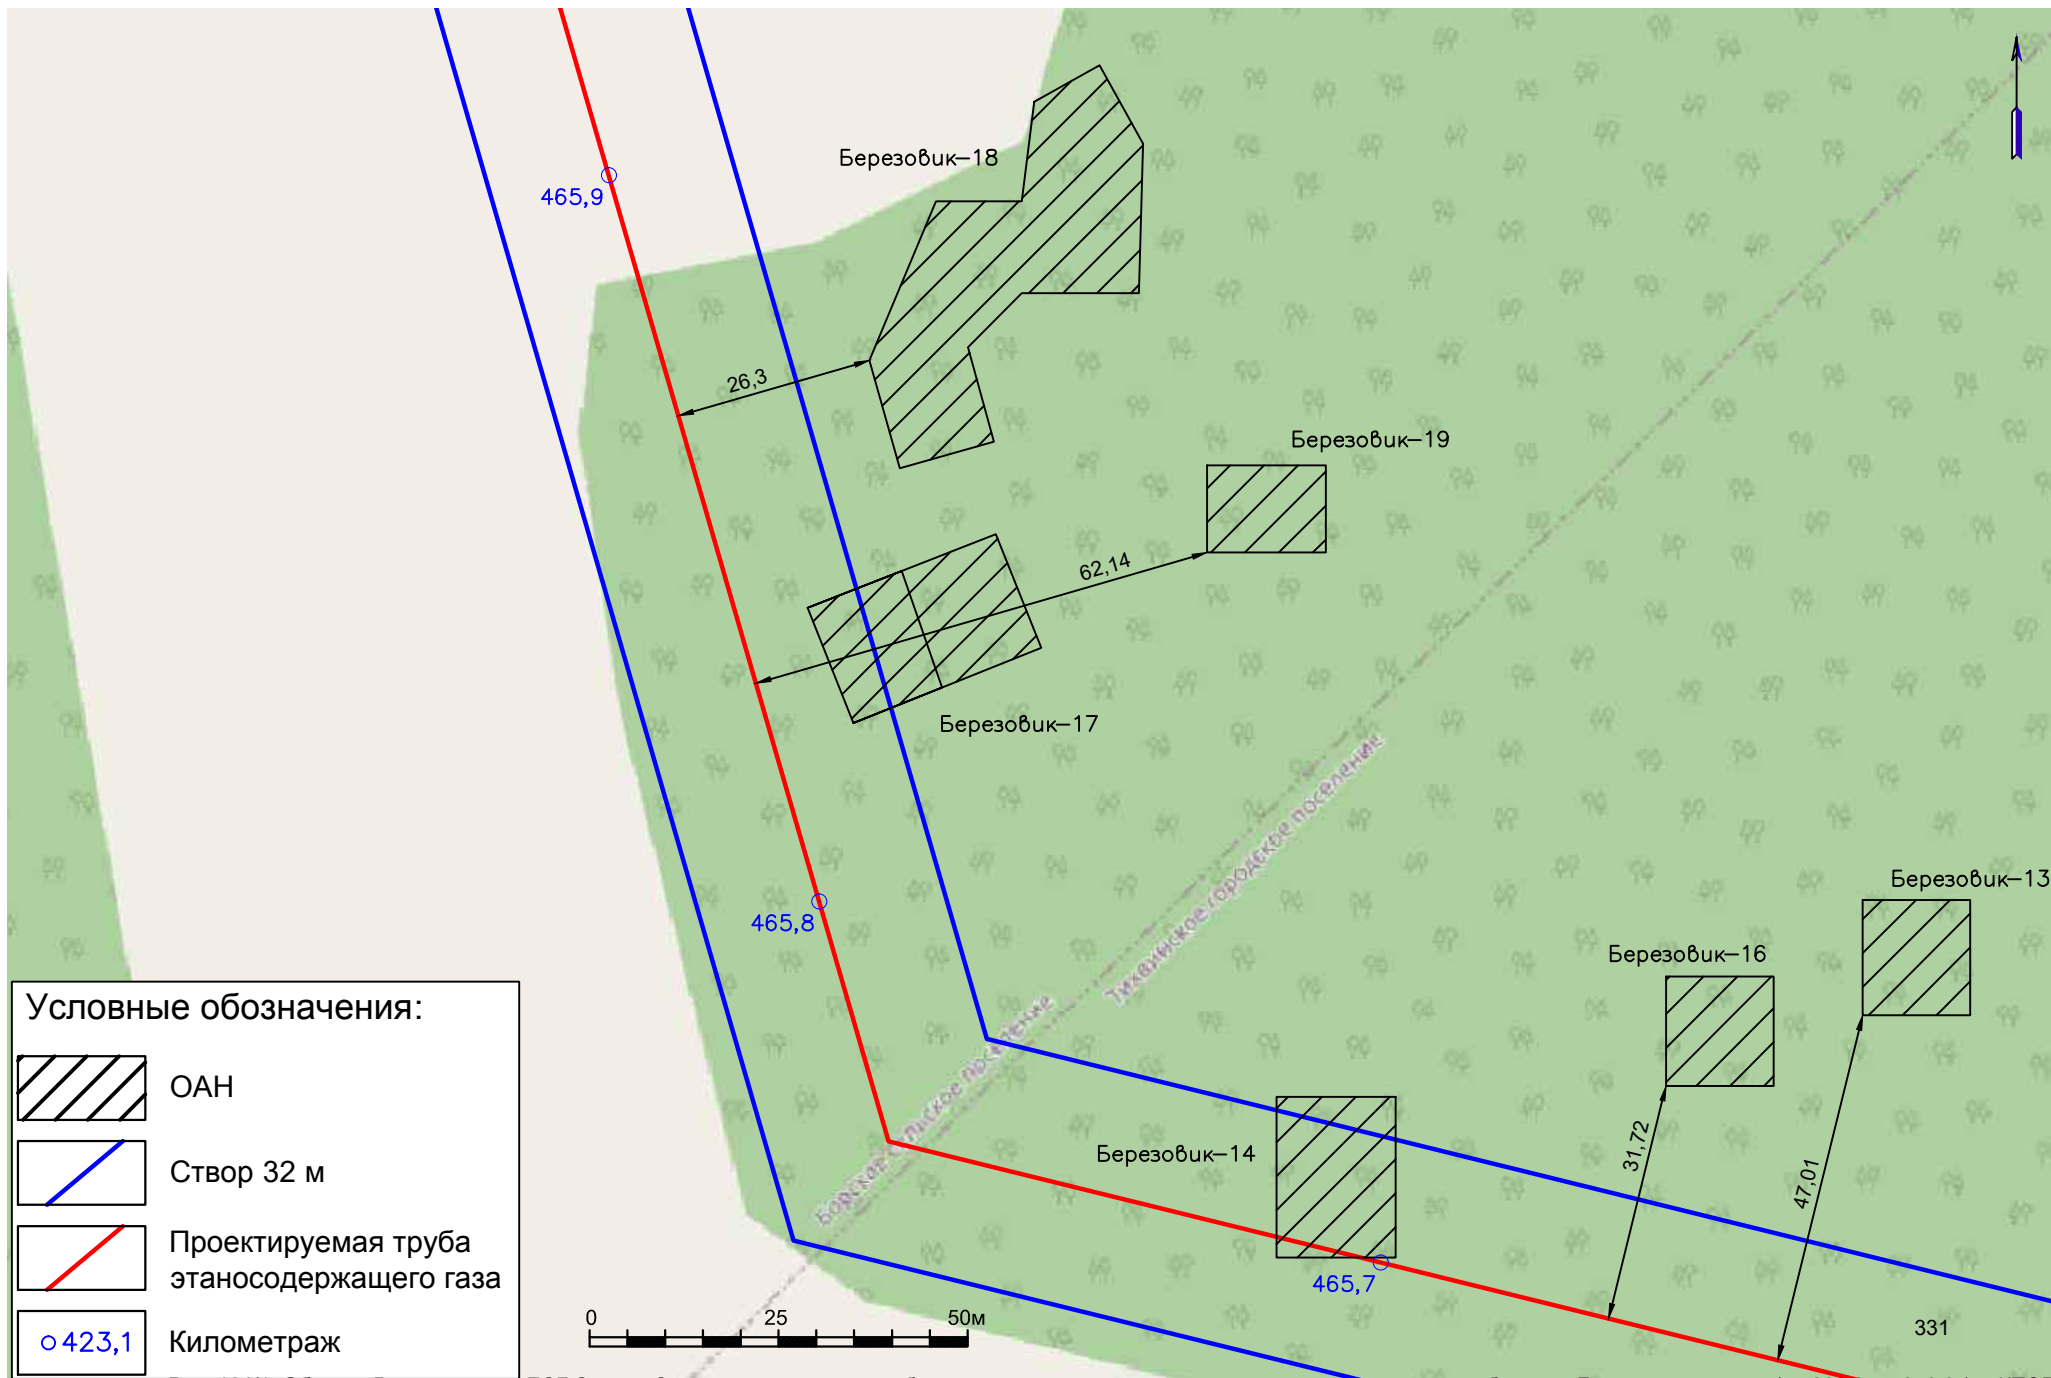 Березовик-18
465,9
26,3
Березовик-19
62,14
Березовик-17
Тихвинское городское поселение
465,8
Березовик-13
Березовик-16
Борское сельское поселение
Березовик-14
31,72
47,01
465,7
331
0 25 50м
Условные обозначения:
ОАН
Створ 32 м
Проектируемая труба
этаносодержащего газа
423,1 Километраж